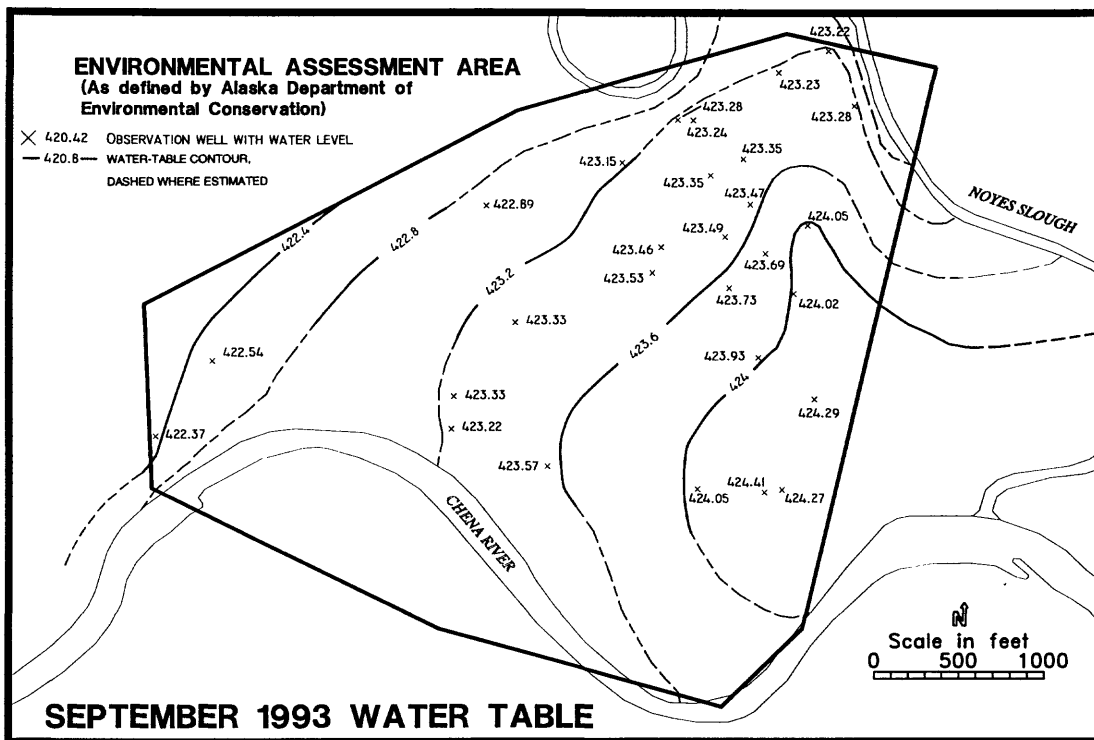 ENVIRONMENTAL ASSESSMENT AREA
(As defined by Alaska Department of
Environmental Conservation)
× 420.42 OBSERVATION WELL WITH WATER LEVEL
— 420.8 — WATER-TABLE CONTOUR,
DASHED WHERE ESTIMATED
423.22
423.23
423.28
423.28
423.24
423.15
423.35
423.35
422.89
423.47
424.05
NOYES SLOUGH
422.4
422.8
423.49
423.46
423.69
423.53
423.2
423.73
424.02
423.33
423.6
422.54
423.93
424
423.33
424.29
423.22
422.37
423.57
424.41
424.05
424.27
CHENA RIVER
N
Scale in feet
0 500 1000
SEPTEMBER 1993 WATER TABLE